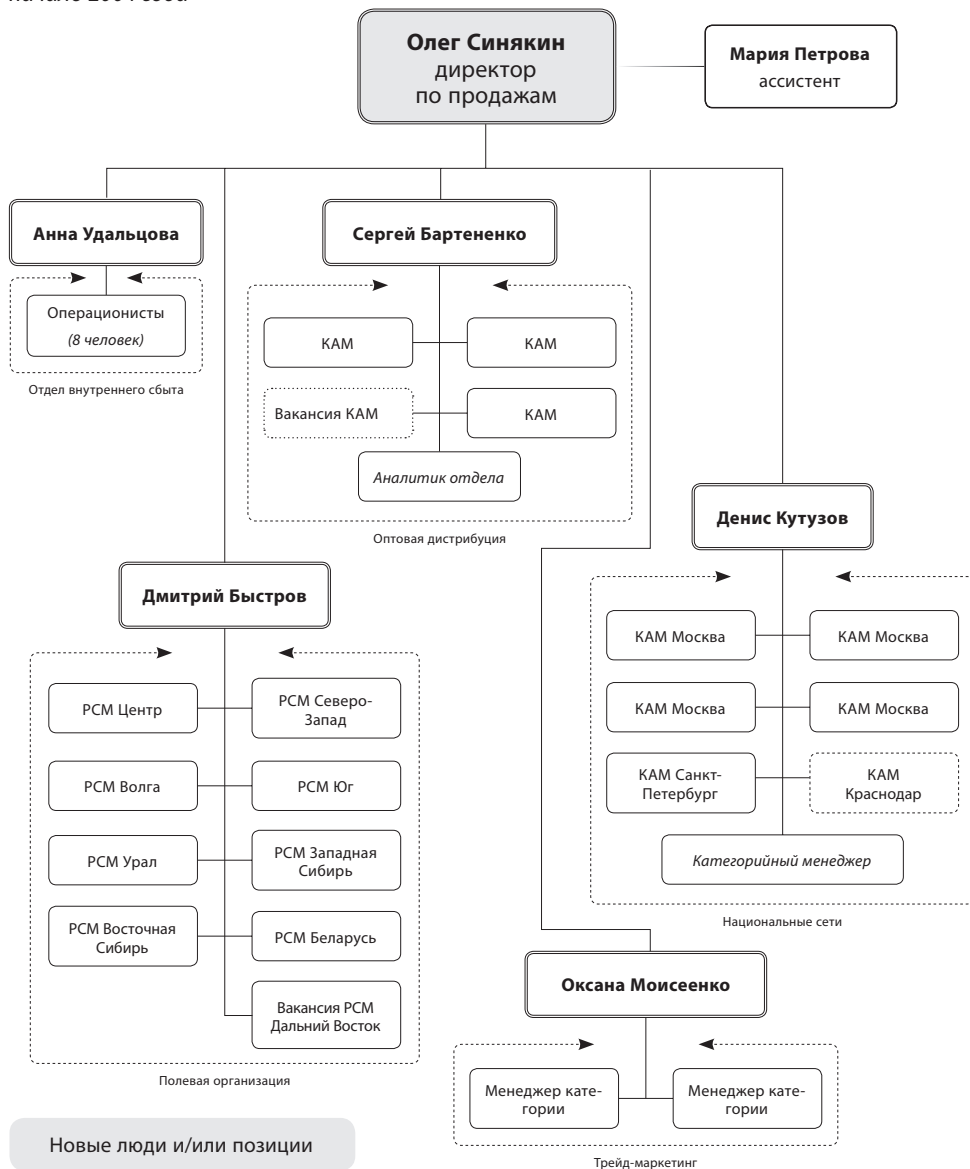 Олег Синякин
директор
по продажам
Мария Петрова
ассистент
Анна Удальцова
Сергей Бартененко
Операционисты
(8 человек)
Отдел внутреннего сбыта
КАМ
КАМ
Вакансия КАМ
КАМ
Аналитик отдела
Оптовая дистрибуция
Денис Кутузов
Дмитрий Быстров
КАМ Москва
КАМ Москва
КАМ Москва
КАМ Москва
КАМ Санкт-
Петербург
КАМ
Краснодар
Категорийный менеджер
Национальные сети
РСМ Центр
РСМ Северо-
Запад
РСМ Волга
РСМ Юг
РСМ Урал
РСМ Западная
Сибирь
РСМ Восточная
Сибирь
РСМ Беларусь
Вакансия РСМ
Дальний Восток
Полевая организация
Оксана Моисеенко
Менеджер кате-
гории
Менеджер кате-
гории
Трейд-маркетинг
Новые люди и/или позиции